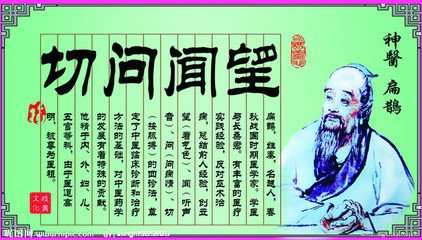 神醫 扁鹊
望闻问切
扁鹊，姓秦，名越人，春
秋战国时期医学家。学医
与长桑君。有丰富的医疗
实践经验，反对巫术治
病，总结前人经验，创立
望（看气色）、闻（听声
音）、问（问病情）、切
（按脉搏）的四诊法，奠
定了中医临床诊断和治疗
方法的基础，对中医药学
的发展有着特殊的贡献。
他精于内、外、妇、儿、
五官等科，由于医道高
明，被尊为医祖。
岐黄
文化
昵图网 www.nipic.com